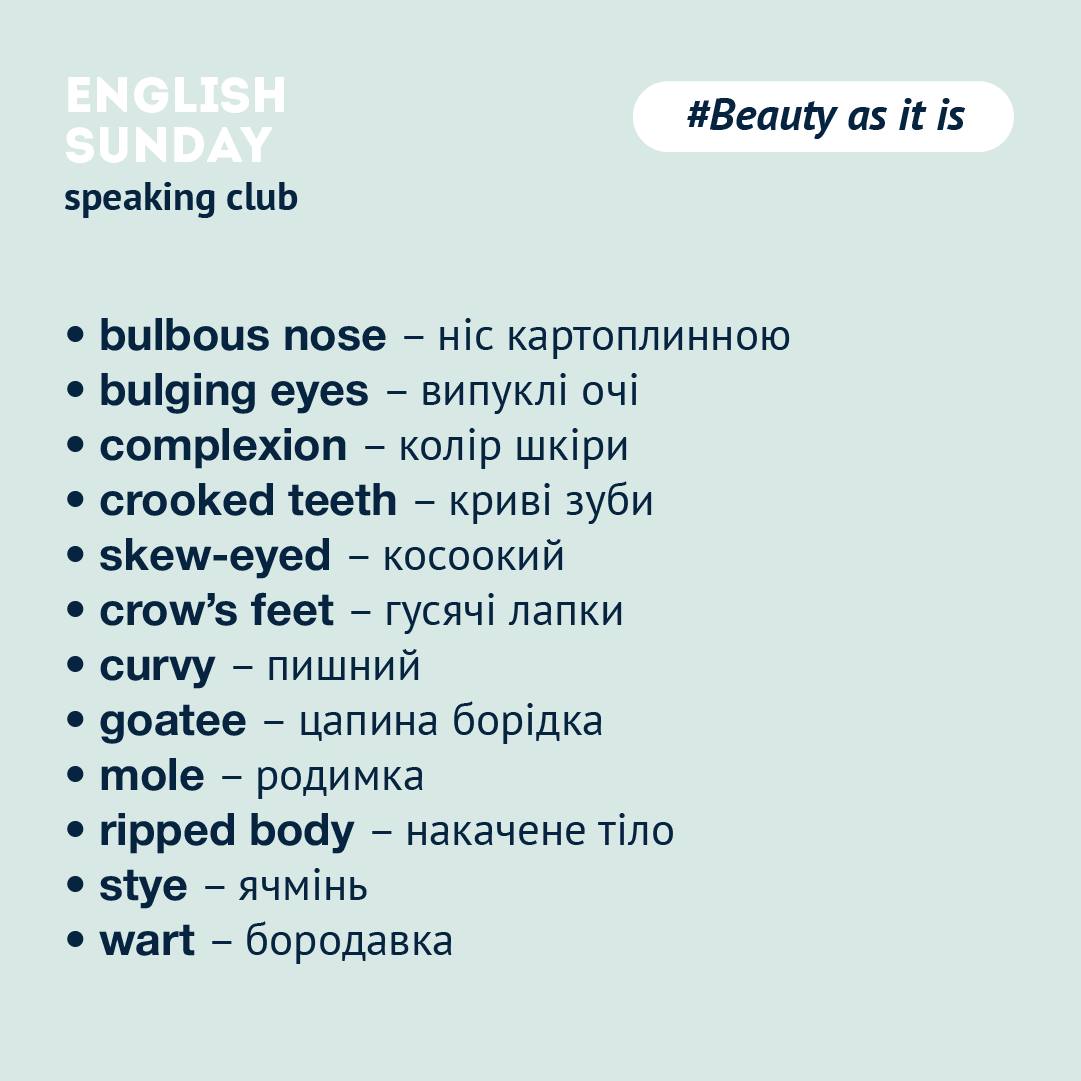 ENGLISH
SUNDAY
speaking club
#Beauty as it is
• bulbous nose – ніс картоплинною
• bulging eyes – випуклі очі
• complexion – колір шкіри
• crooked teeth – криві зуби
• skew-eyed – косоокий
• crow’s feet – гусячі лапки
• curvy – пишний
• goatee – цапина борідка
• mole – родимка
• ripped body – накачене тіло
• stye – ячмінь
• wart – бородавка